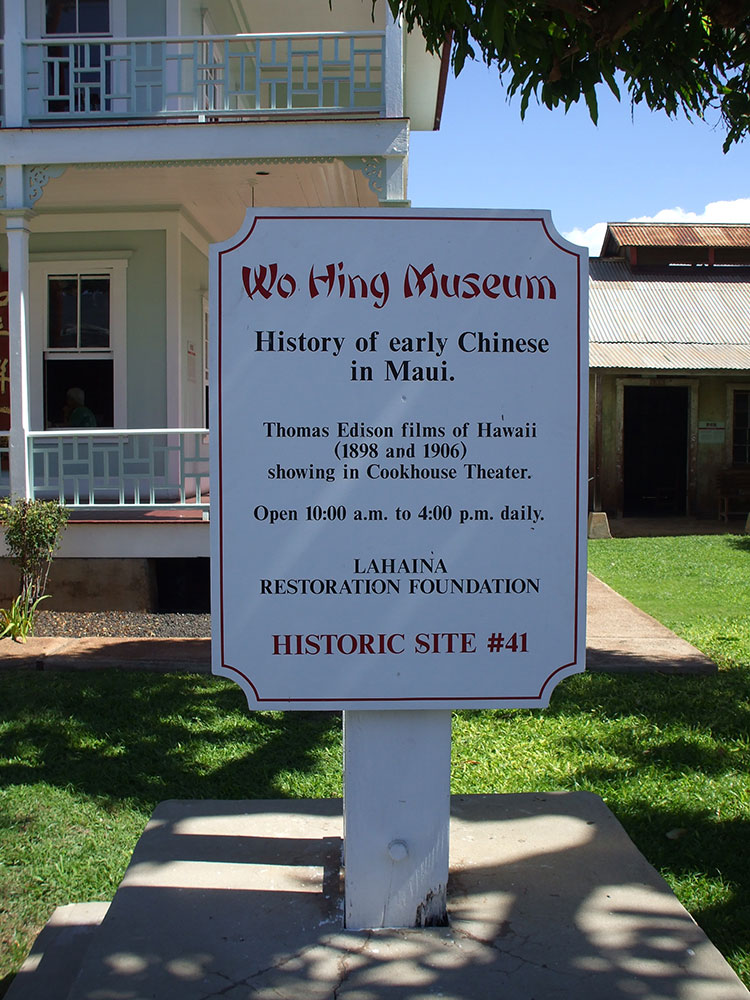 Wo Hing Museum
History of early Chinese
in Maui.
Thomas Edison films of Hawaii
(1898 and 1906)
showing in Cookhouse Theater.
Open 10:00 a.m. to 4:00 p.m. daily.
LAHAINA
RESTORATION FOUNDATION
HISTORIC SITE #41